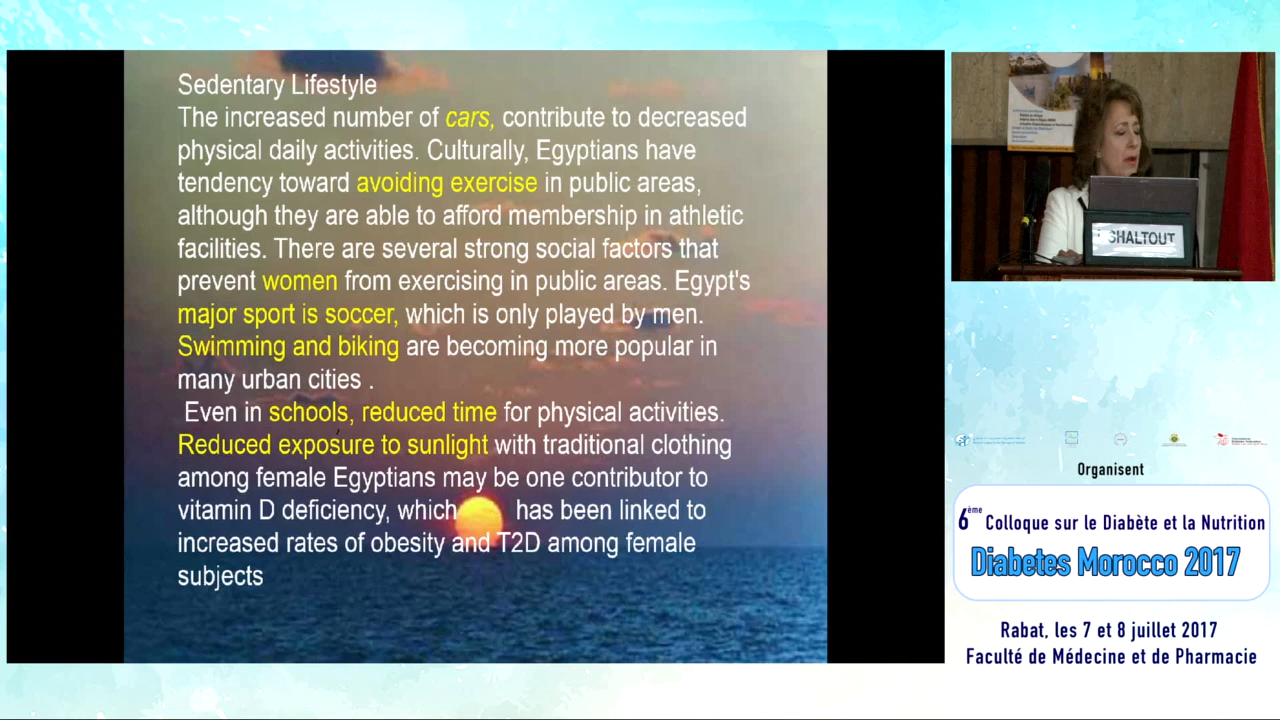 Sedentary Lifestyle
The increased number of cars, contribute to decreased
physical daily activities. Culturally, Egyptians have
tendency toward avoiding exercise in public areas,
although they are able to afford membership in athletic
facilities. There are several strong social factors that
prevent women from exercising in public areas. Egypt's
major sport is soccer, which is only played by men.
Swimming and biking are becoming more popular in
many urban cities .
Even in schools, reduced time for physical activities.
Reduced exposure to sunlight with traditional clothing
among female Egyptians may be one contributor to
vitamin D deficiency, which has been linked to
increased rates of obesity and T2D among female
subjects
SHALTOUT
Organisent
6ème Colloque sur le Diabète et la Nutrition
Diabetes Morocco 2017
Rabat, les 7 et 8 juillet 2017
Faculté de Médecine et de Pharmacie